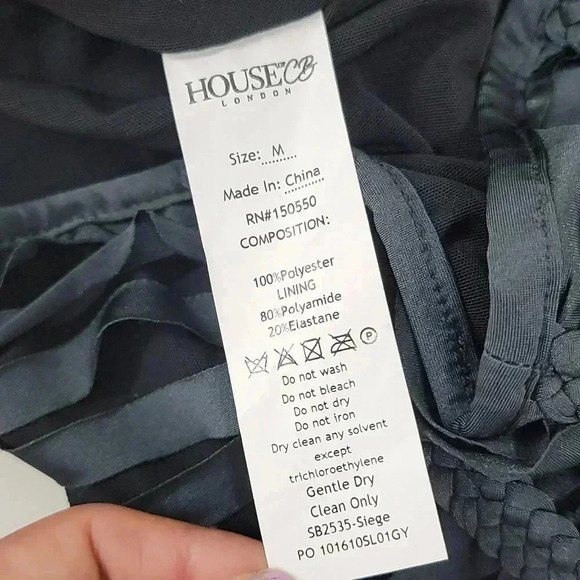 HOUSE OF CB
LONDON
Size: M
Made In: China
RN#150550
COMPOSITION:
100%Polyester
LINING
80%Polyamide
20%Elastane
P
Do not wash
Do not bleach
Do not dry
Do not iron
Dry clean any solvent
except
trichloroethylene
Gentle Dry
Clean Only
SB2535-Siege
PO 101610SL01GY